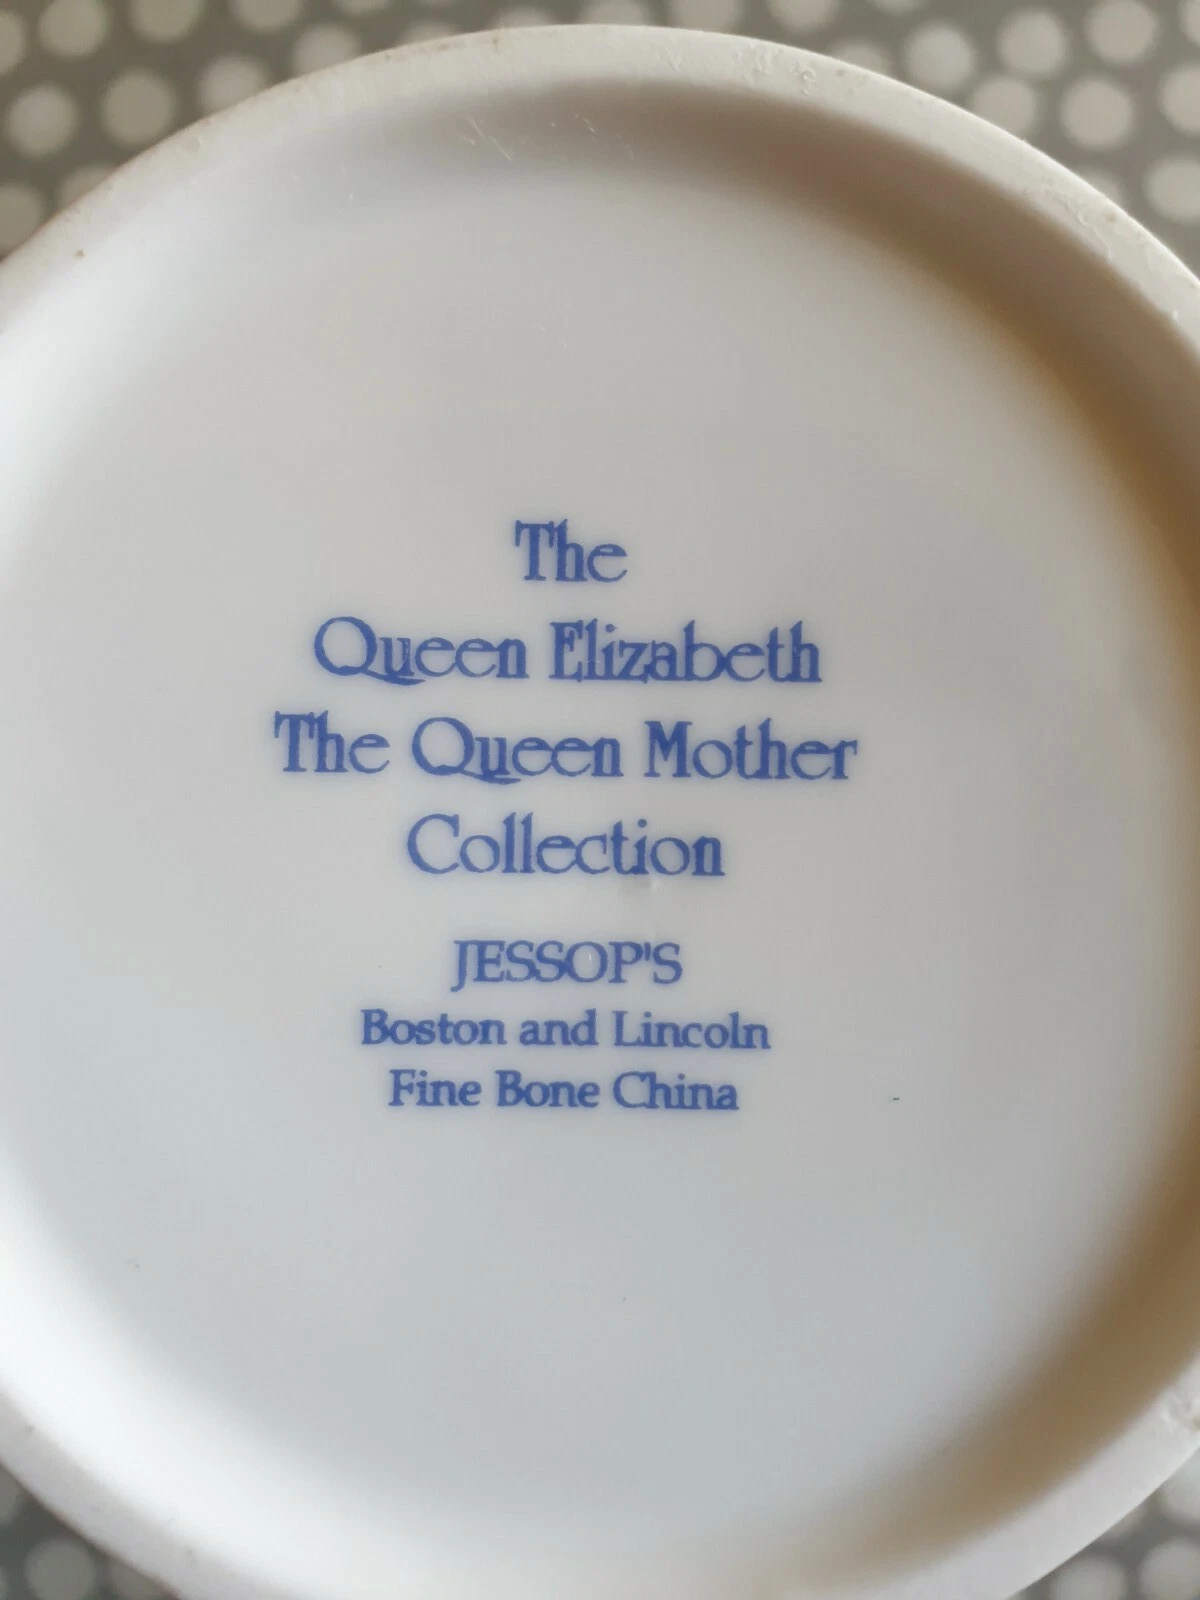 The
Queen Elizabeth
The Queen Mother
Collection
JESSOP'S
Boston and Lincoln
Fine Bone China